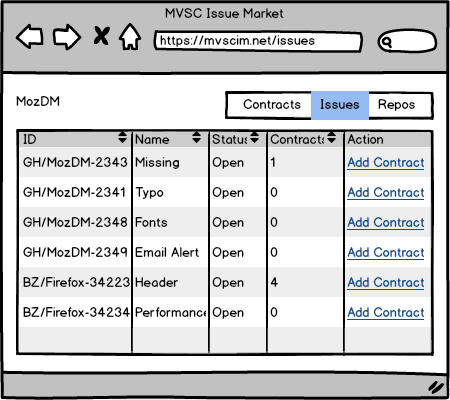 MVSC Issue Market
https://mvscim.net/issues
MozDM
Contracts Issues Repos
ID Name Status Contracts Action
GH/MozDM-2343 Missing Open 1 Add Contract
GH/MozDM-2341 Typo Open 0 Add Contract
GH/MozDM-2348 Fonts Open 0 Add Contract
GH/MozDM-2349 Email Alert Open 0 Add Contract
BZ/Firefox-34223 Header Open 4 Add Contract
BZ/Firefox-34234 Performance Open 0 Add Contract